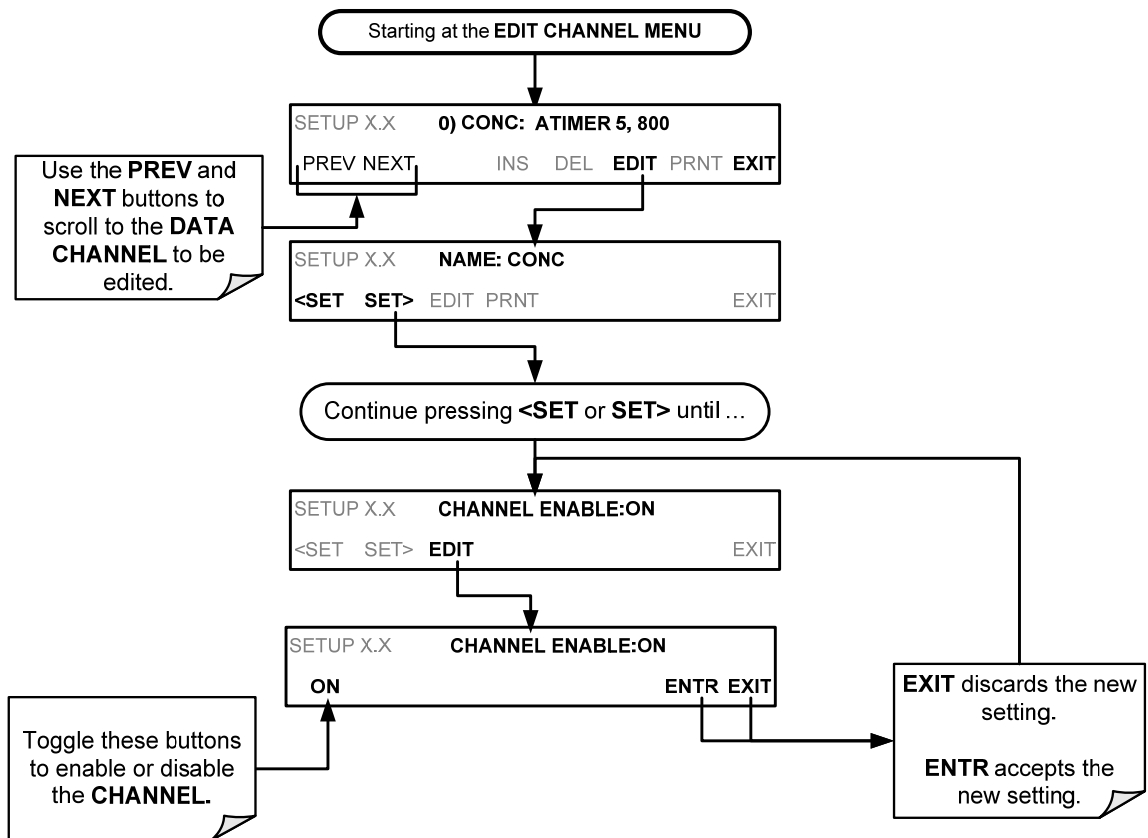 Starting at the EDIT CHANNEL MENU
SETUP X.X 0) CONC: ATIMER 5, 800
PREV NEXT INS DEL EDIT PRNT EXIT
Use the PREV and
NEXT buttons to
scroll to the DATA
CHANNEL to be
edited.
SETUP X.X NAME: CONC
<SET SET> EDIT PRNT EXIT
Continue pressing <SET or SET> until ...
SETUP X.X CHANNEL ENABLE:ON
<SET SET> EDIT EXIT
SETUP X.X CHANNEL ENABLE:ON
ON ENTR EXIT
Toggle these buttons
to enable or disable
the CHANNEL.
EXIT discards the new
setting.
ENTR accepts the
new setting.